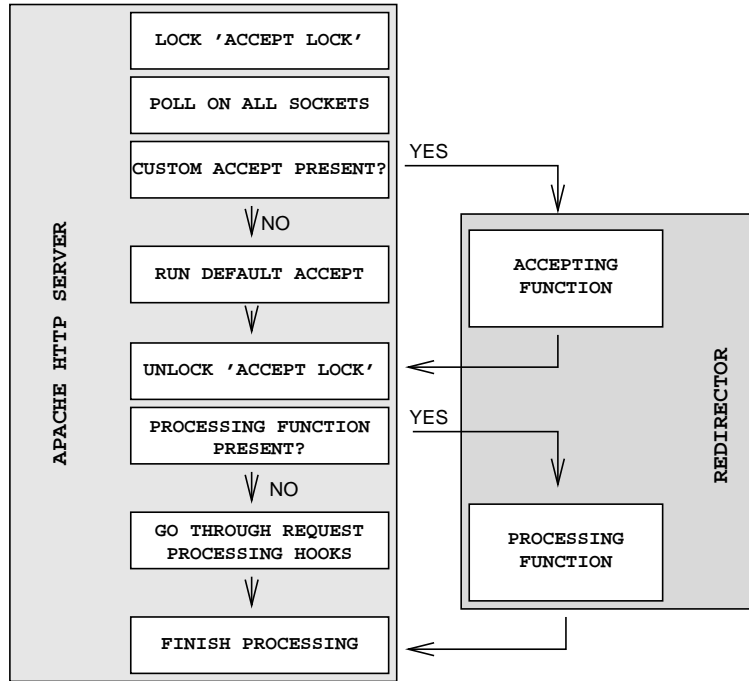 LOCK 'ACCEPT LOCK'
POLL ON ALL SOCKETS
CUSTOM ACCEPT PRESENT?
YES
NO
RUN DEFAULT ACCEPT
ACCEPTING
FUNCTION
UNLOCK 'ACCEPT LOCK'
PROCESSING FUNCTION
PRESENT?
YES
NO
GO THROUGH REQUEST
PROCESSING HOOKS
PROCESSING
FUNCTION
FINISH PROCESSING
APACHE HTTP SERVER
REDIRECTOR